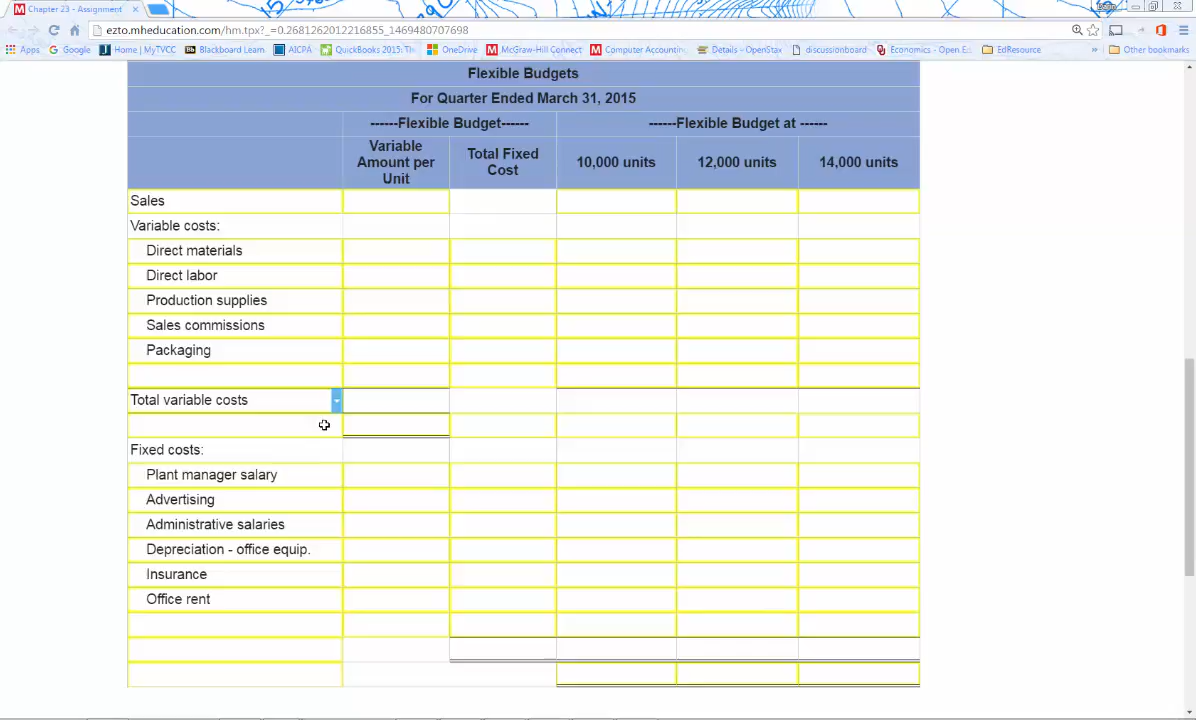 Chapter 23 - Assignment
ezto.mheducation.com/hm.tpx?_=0.2681262012216855_1469480707698
Apps Google Home | MyTVCC Blackboard Learn AICPA QuickBooks 2015: The OneDrive McGraw-Hill Connect Computer Accounting Details - OpenStax discussionboard Economics - Open E EdResource » Other bookmarks
Flexible Budgets
For Quarter Ended March 31, 2015
------Flexible Budget------ ------Flexible Budget at ------
Variable Amount per Unit Total Fixed Cost 10,000 units 12,000 units 14,000 units
Sales
Variable costs:
Direct materials
Direct labor
Production supplies
Sales commissions
Packaging
Total variable costs
Fixed costs:
Plant manager salary
Advertising
Administrative salaries
Depreciation - office equip.
Insurance
Office rent